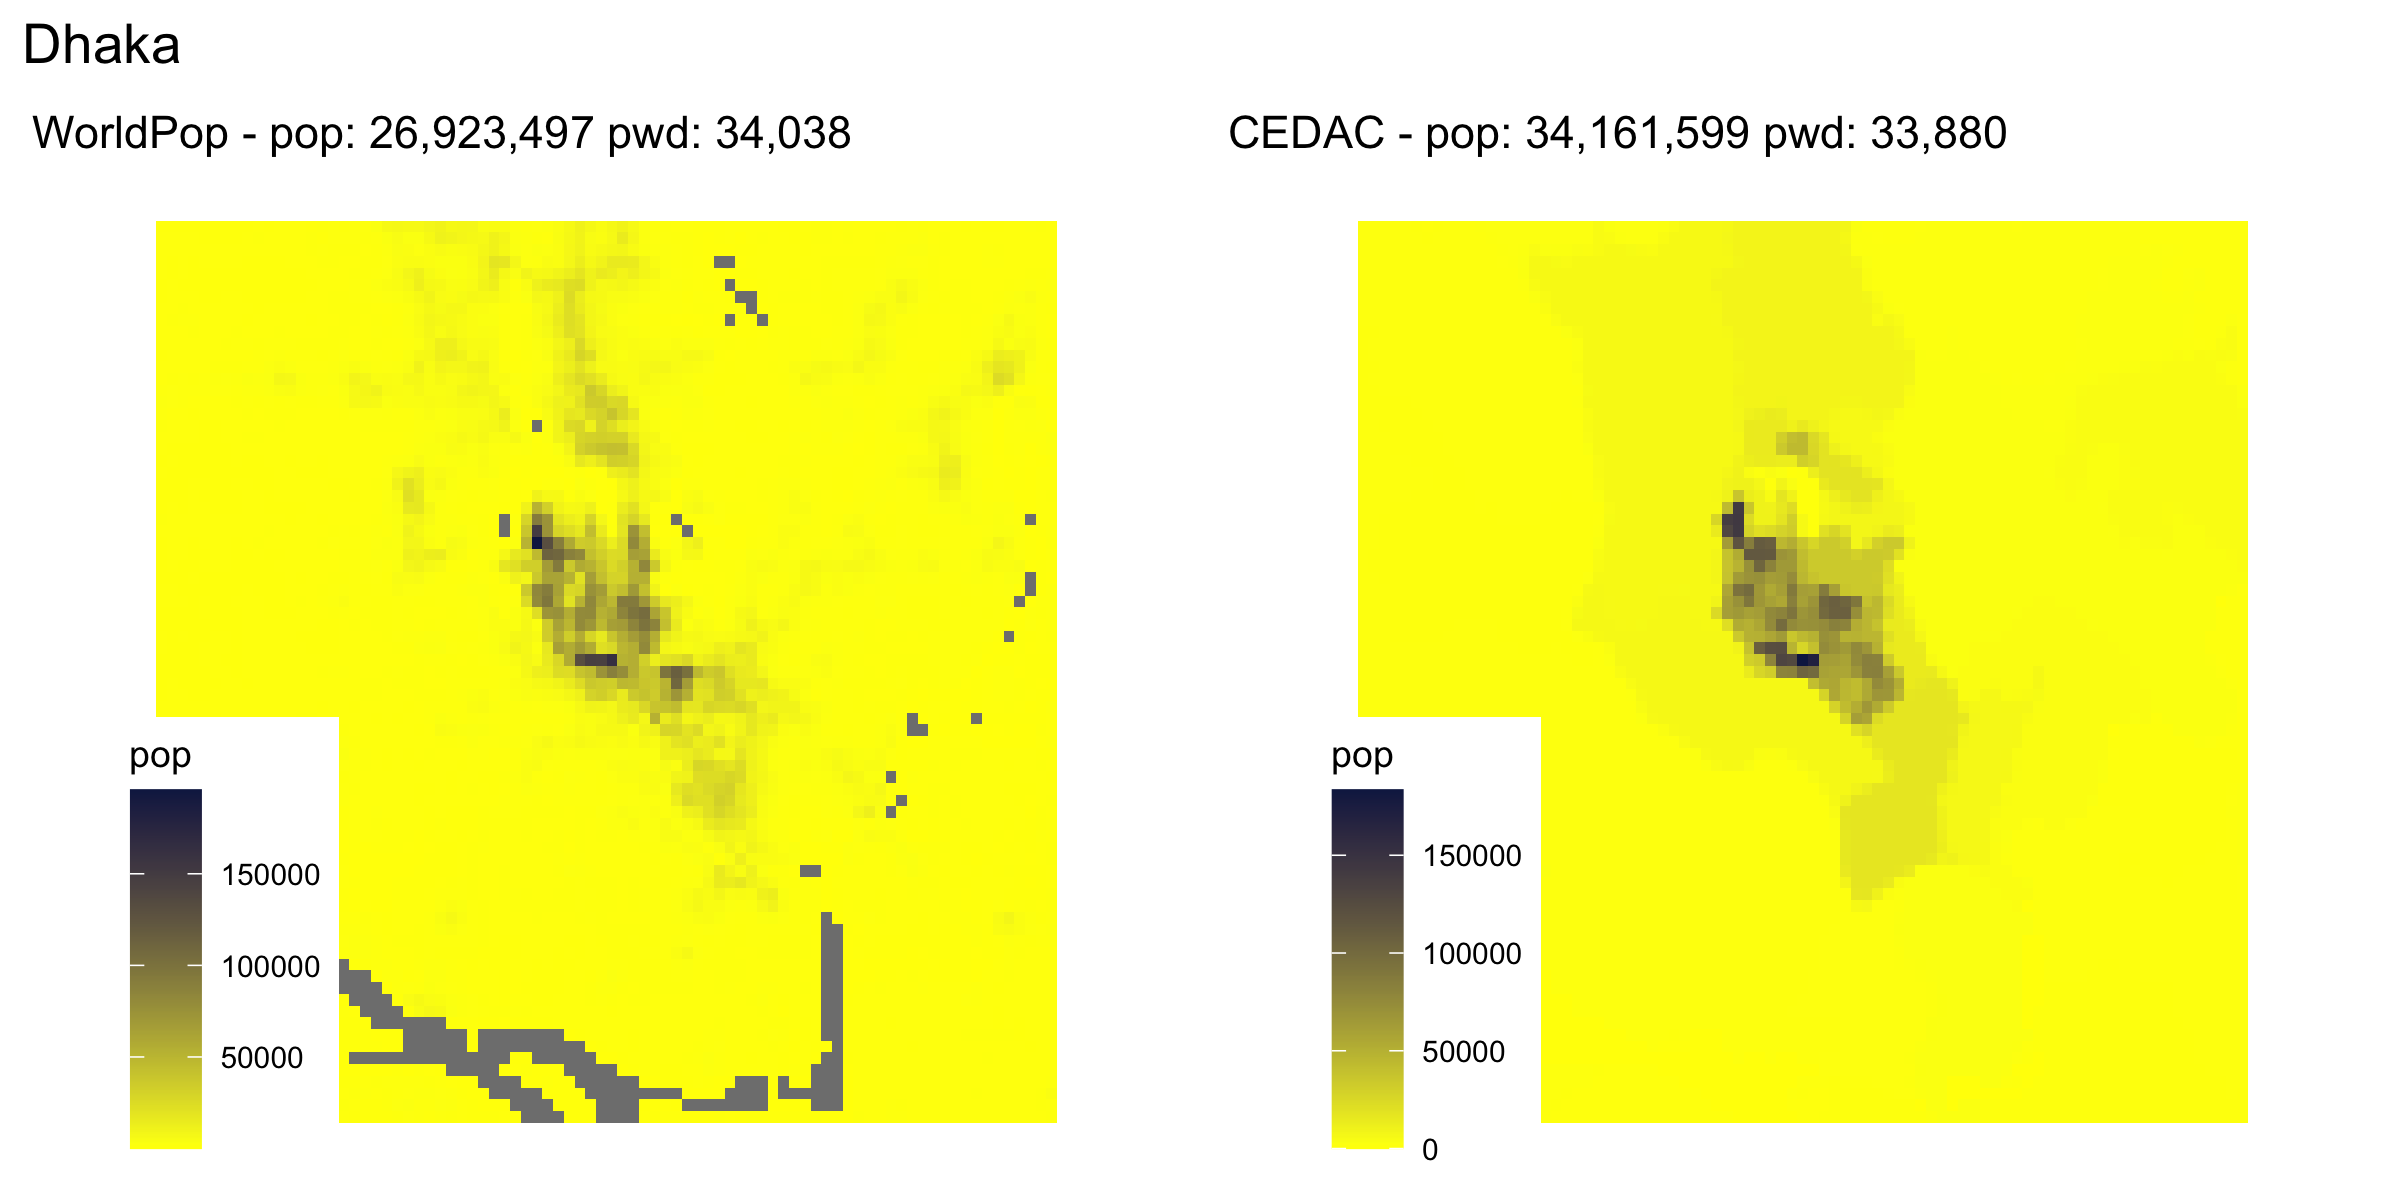 Dhaka
WorldPop - pop: 26,923,497 pwd: 34,038
CEDAC - pop: 34,161,599 pwd: 33,880
pop
150000
100000
50000
pop
150000
100000
50000
0